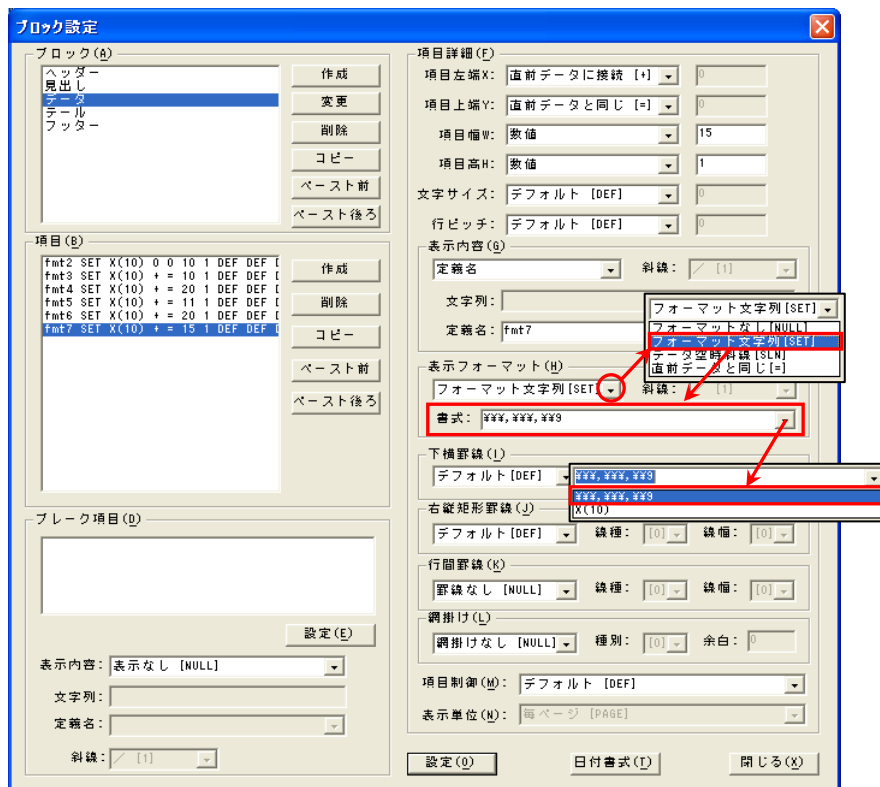 ブロック設定
ブロック(A)
ヘッダー
見出し
データ
テール
フッター
作成
変更
削除
コピー
ペースト前
ペースト後ろ
項目(B)
fmt2 SET X(10) 0 0 10 1 DEF DEF D
fmt3 SET X(10) + = 10 1 DEF DEF D
fmt4 SET X(10) + = 20 1 DEF DEF D
fmt5 SET X(10) + = 11 1 DEF DEF D
fmt6 SET X(10) + = 20 1 DEF DEF D
fmt7 SET X(10) + = 15 1 DEF DEF D
作成
削除
コピー
ペースト前
ペースト後ろ
ブレーク項目(D)
設定(E)
表示内容: 表示なし [NULL]
文字列:
定義名:
斜線: ／ [1]
項目詳細(F)
項目左端X: 直前データに接続 [+] 0
項目上端Y: 直前データと同じ [=] 0
項目幅W: 数値 15
項目高H: 数値 1
文字サイズ: デフォルト [DEF] 0
行ピッチ: デフォルト [DEF] 0
表示内容(G)
定義名 斜線: ／ [1]
文字列:
定義名: fmt7
フォーマット文字列[SET]
フォーマットなし[NULL]
フォーマット文字列[SET]
データ空時斜線[SLN]
直前データと同じ[=]
表示フォーマット(H)
フォーマット文字列[SET] 斜線: [1]
書式: ¥¥¥,¥¥¥,¥¥9
下横罫線(I)
デフォルト[DEF]
¥¥¥,¥¥¥,¥¥9
¥¥¥,¥¥¥,¥¥9
X(10)
右縦矩形罫線(J)
デフォルト[DEF] 線種: [0] 線幅: [0]
行間罫線(K)
罫線なし [NULL] 線種: [0] 線幅: [0]
網掛け(L)
網掛けなし [NULL] 種別: [0] 余白: 0
項目制御(M): デフォルト [DEF]
表示単位(N): 毎ページ [PAGE]
設定(O) 日付書式(T) 閉じる(X)